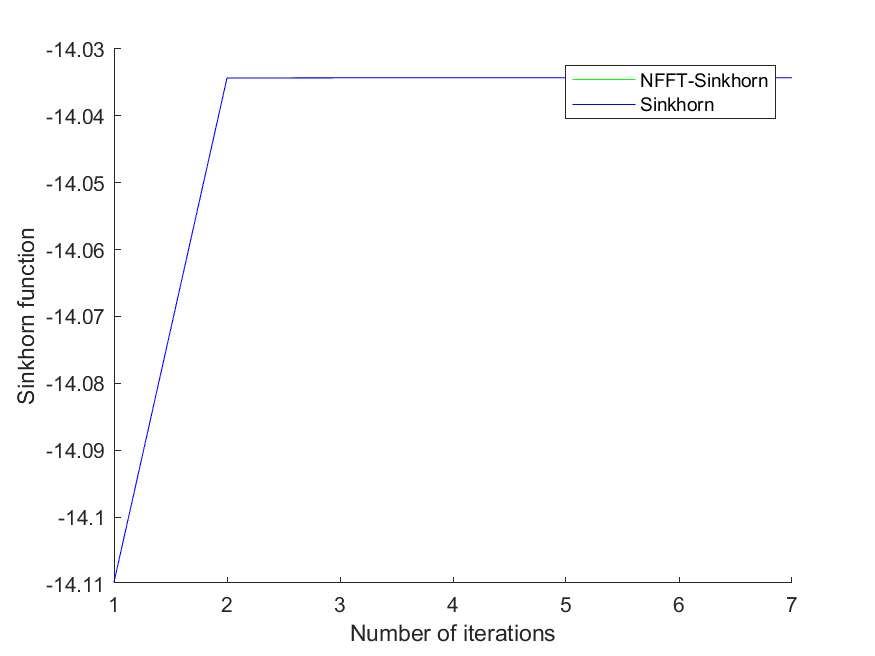 -14.03
-14.04
-14.05
-14.06
-14.07
-14.08
-14.09
-14.1
-14.11
Sinkhorn function
NFFT-Sinkhorn
Sinkhorn
1 2 3 4 5 6 7
Number of iterations